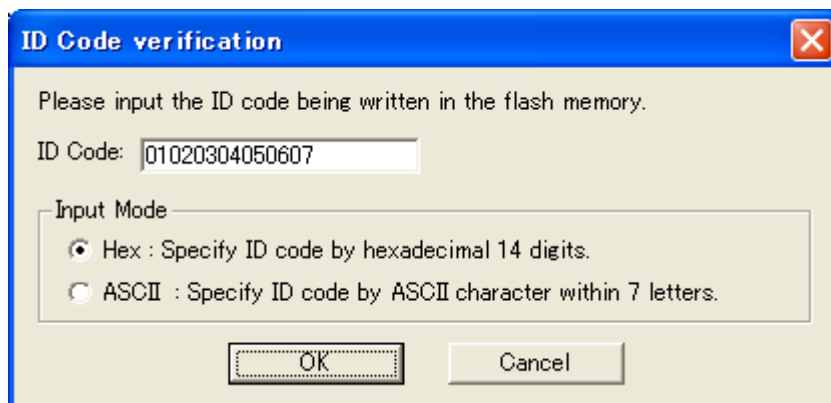 ID Code verification
Please input the ID code being written in the flash memory.
ID Code: 01020304050607
Input Mode
Hex : Specify ID code by hexadecimal 14 digits.
ASCII : Specify ID code by ASCII character within 7 letters.
OK Cancel